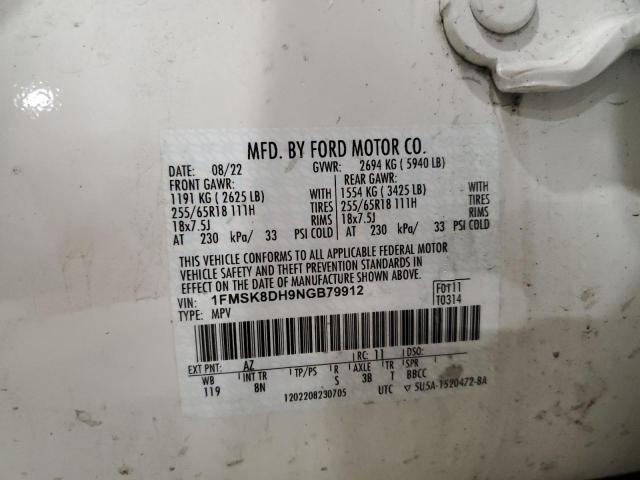 MFD. BY FORD MOTOR CO.
DATE: 08/22 GVWR: 2694 KG ( 5940 LB)
FRONT GAWR: REAR GAWR:
1191 KG ( 2625 LB) WITH 1554 KG ( 3425 LB) WITH
255/65R18 111H TIRES 255/65R18 111H TIRES
18x7.5J RIMS 18x7.5J RIMS
AT 230 kPa/ 33 PSI COLD AT 230 kPa/ 33 PSI COLD
THIS VEHICLE CONFORMS TO ALL APPLICABLE FEDERAL MOTOR
VEHICLE SAFETY AND THEFT PREVENTION STANDARDS IN
EFFECT ON THE DATE OF MANUFACTURE SHOWN ABOVE.
VIN: 1FMSK8DH9NGB79912 F0111
TYPE: MPV T0314
EXT PNT: AZ RC: 11 DSO:
WB INT TR TP/PS R AXLE TR SPR
119 8N S 3B T BBCC
1202208230705 UTC SU5A-1520472-BA